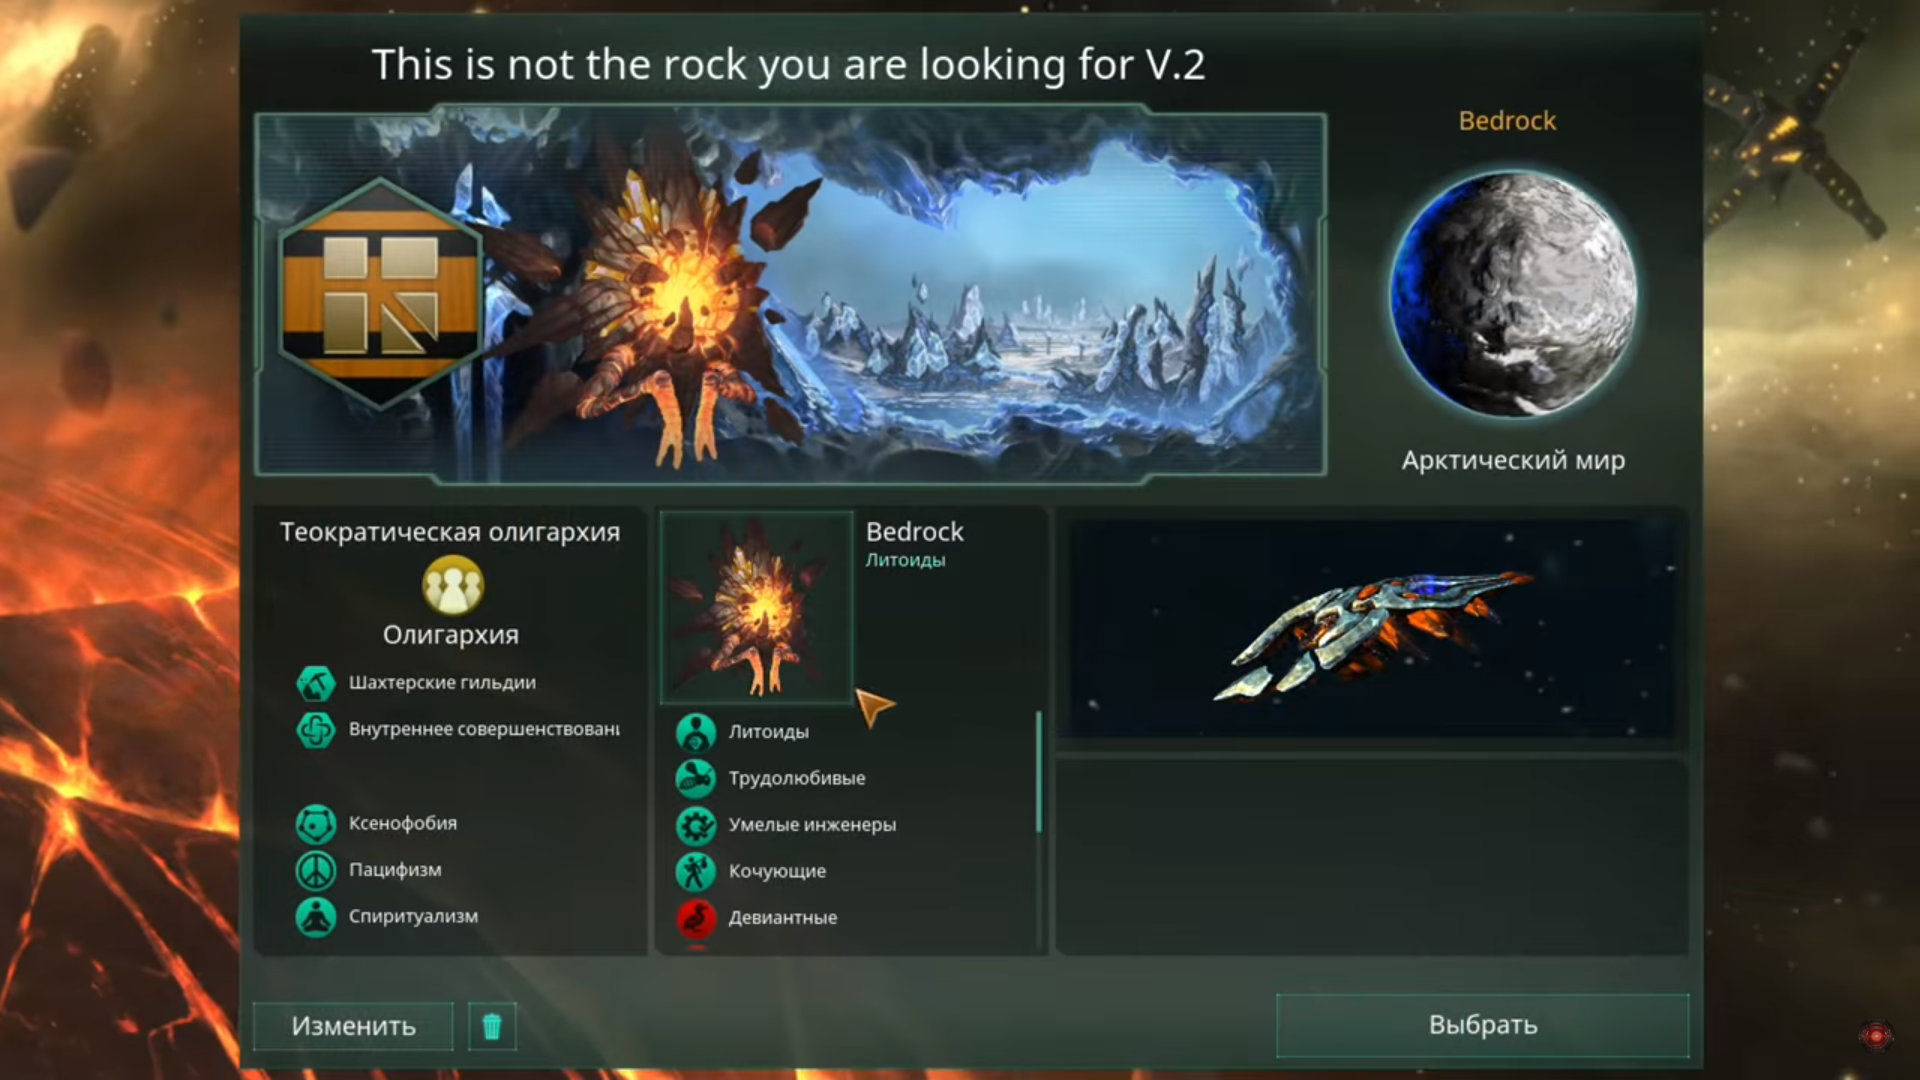 This is not the rock you are looking for V.2
Bedrock
Арктический мир
Теократическая олигархия
Олигархия
Шахтерские гильдии
Внутреннее совершенствован
Ксенофобия
Пацифизм
Спиритуализм
Bedrock
Литоиды
Литоиды
Трудолюбивые
Умелые инженеры
Кочующие
Девиантные
Изменить
Выбрать